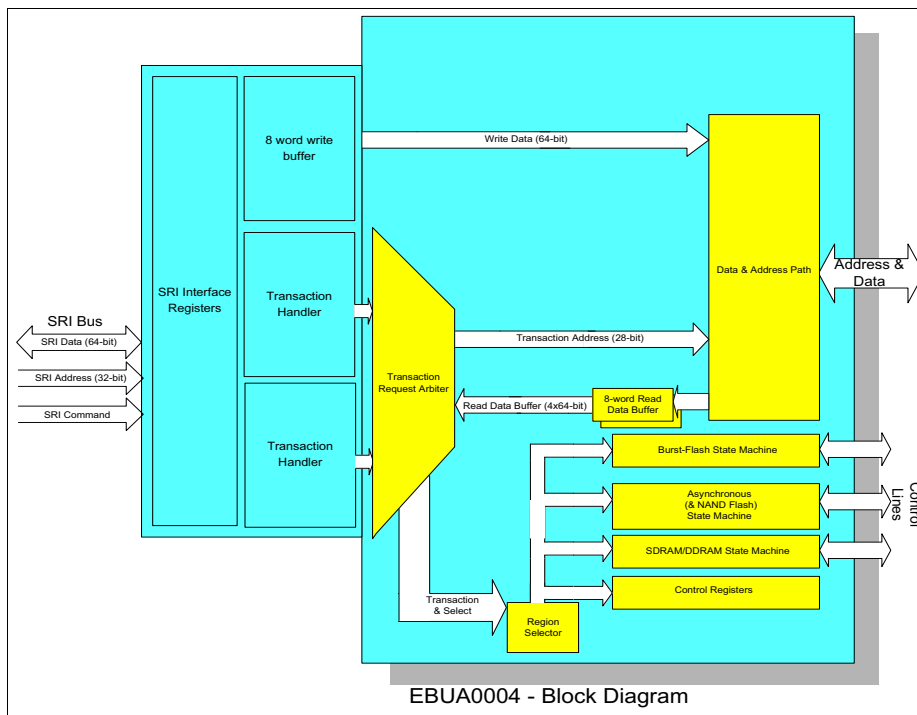 8 word write
buffer
Write Data (64-bit)
Data & Address Path
Address &
Data
SRI Interface
Registers
Transaction
Handler
SRI Bus
SRI Data (64-bit)
SRI Address (32-bit)
SRI Command
Transaction
Request Arbiter
Transaction Address (28-bit)
Read Data Buffer (4x64-bit)
8-word Read
Data Buffer
Transaction
Handler
Burst-Flash State Machine
Asynchronous
(& NAND Flash)
State Machine
SDRAM/DDRAM State Machine
Control Registers
Control
Lines
Transaction
& Select
Region
Selector
EBUA0004 - Block Diagram